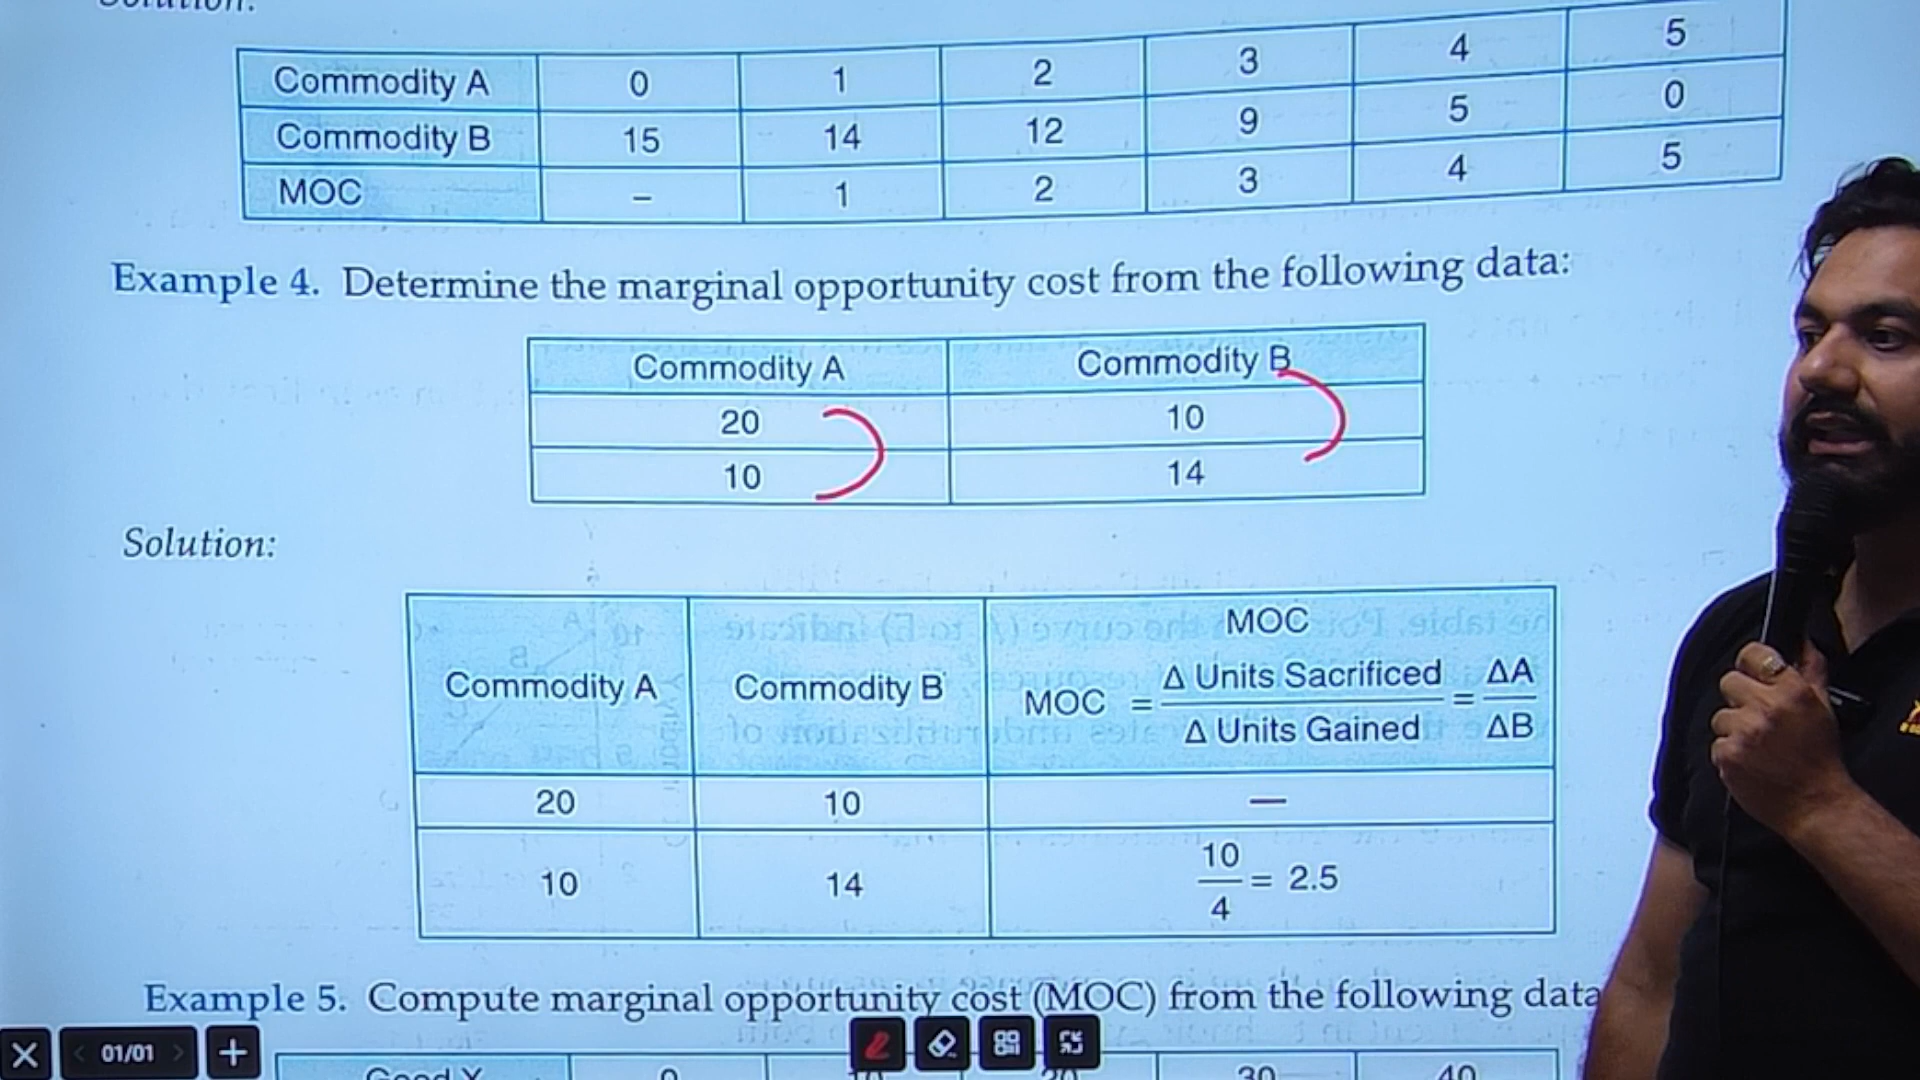 Solution:
Commodity A 0 1 2 3 4 5
Commodity B 15 14 12 9 5 0
MOC – 1 2 3 4 5
Example 4. Determine the marginal opportunity cost from the following data:
Commodity A Commodity B
20 10
10 14
Solution:
Commodity A Commodity B MOC
MOC = Δ Units Sacrificed / Δ Units Gained = ΔA / ΔB
20 10 —
10 14 10/4 = 2.5
Example 5. Compute marginal opportunity cost (MOC) from the following data
01/01
30 40